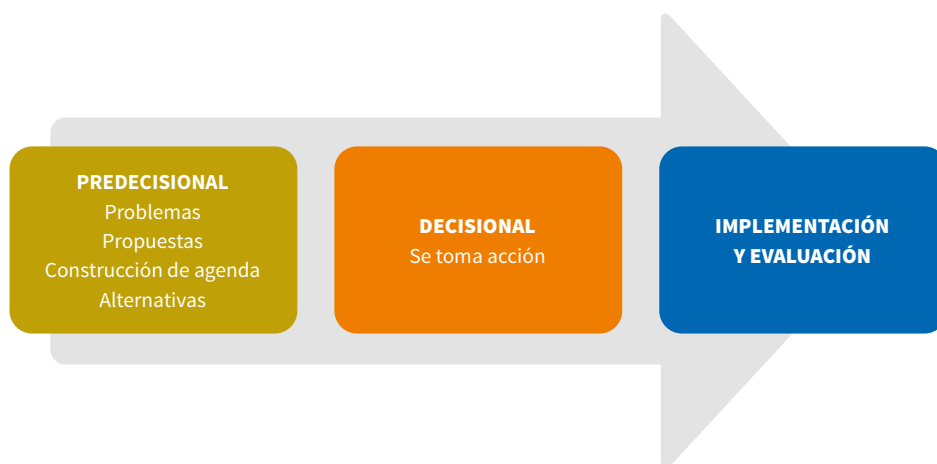 PREDECISIONAL
Problemas
Propuestas
Construcción de agenda
Alternativas
DECISIONAL
Se toma acción
IMPLEMENTACIÓN
Y EVALUACIÓN